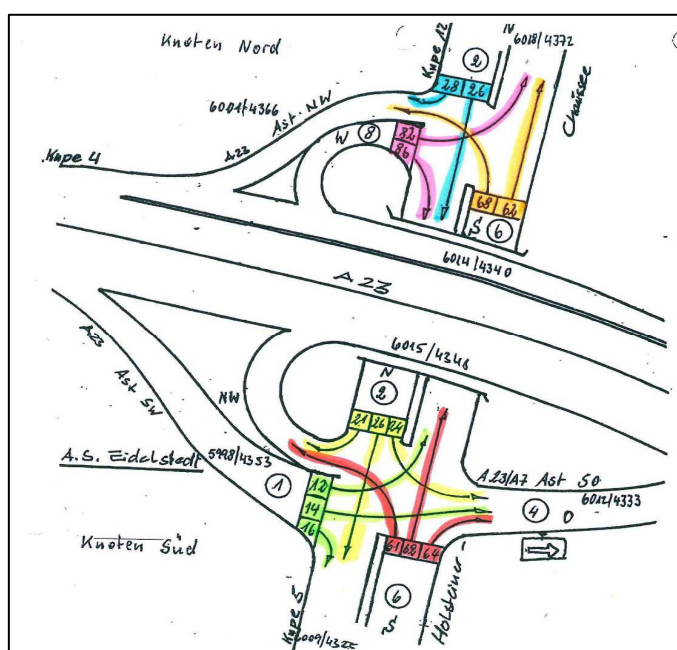 Knoten Nord
N
6018/4372
Kupe 12
2
28 26
Chaussee
6001/4366
Ast NW
A23
W 8
82
86
Kupe 4
68 62
S 6
6014/4340
A 23
6015/4346
N
2
21 26 24
A23
Ast SW
NW
A.S. Eidelstedt
5998/4353
1
12
14
16
A23/A7 Ast SO
6012/4333
4 O
Knoten Süd
61 62 64
6
S
Kupe 5
Holsteiner
6009/4325